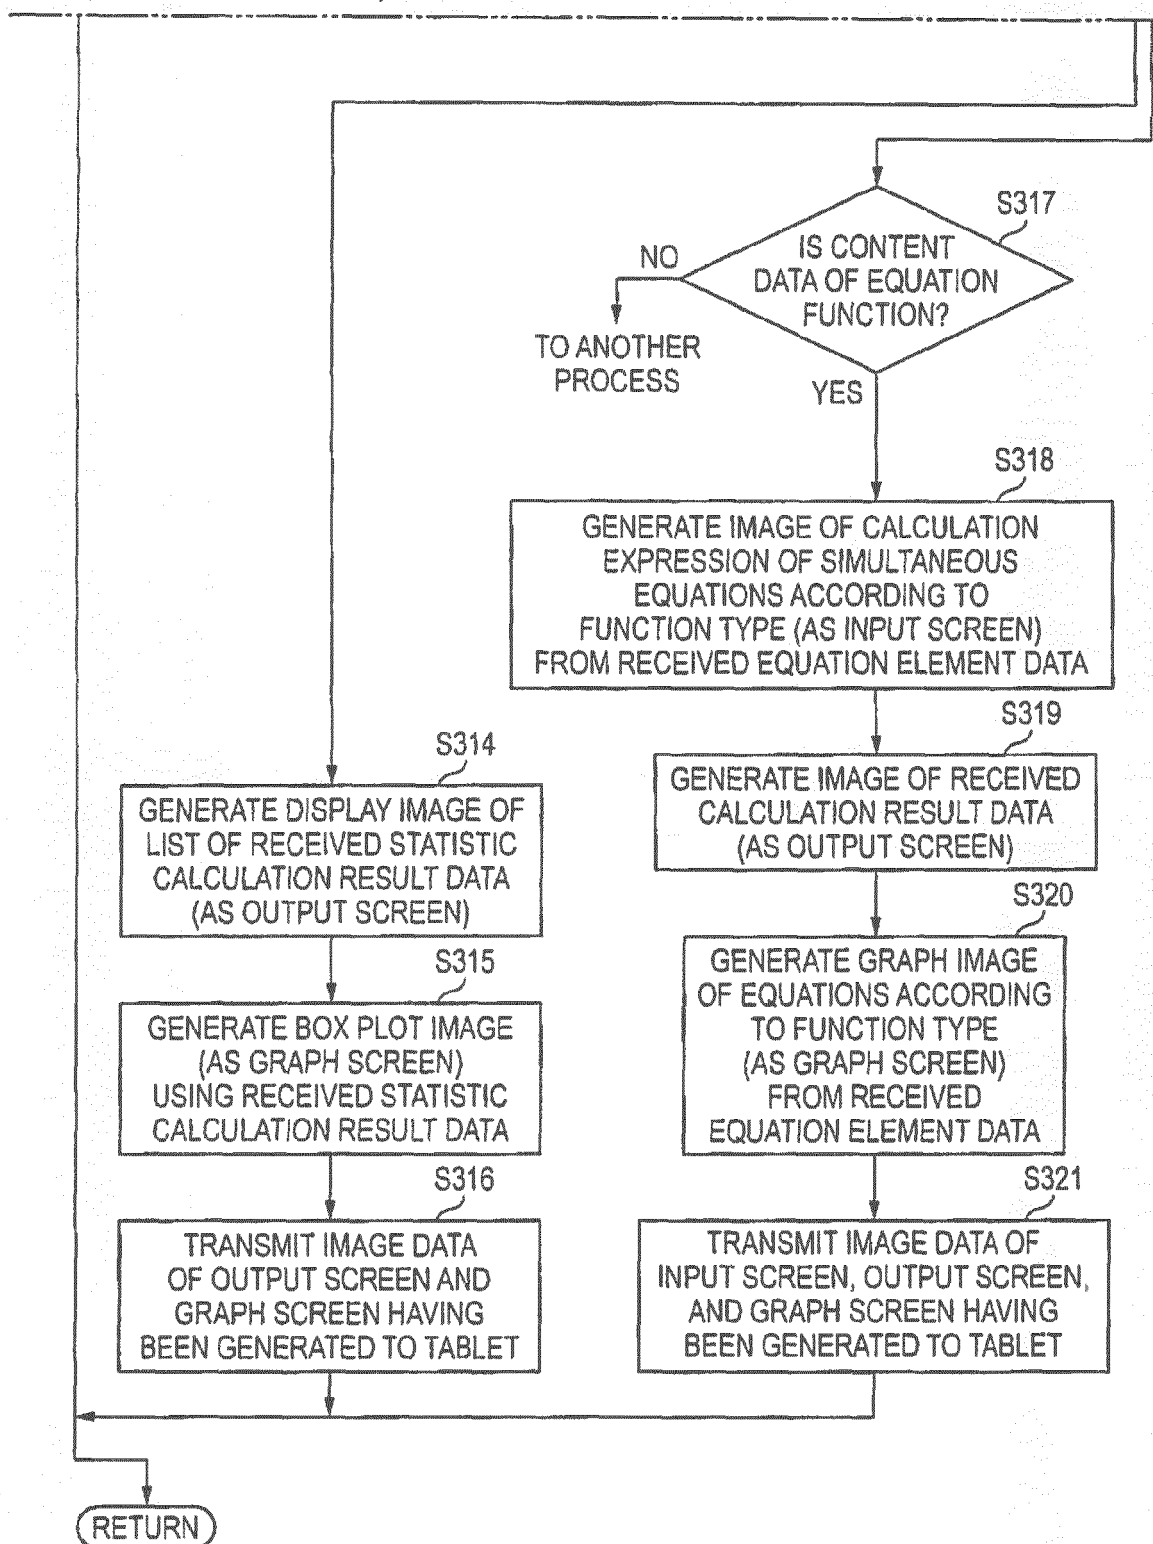 S317
IS CONTENT
DATA OF EQUATION
FUNCTION?
NO
TO ANOTHER
PROCESS
YES
S318
GENERATE IMAGE OF CALCULATION
EXPRESSION OF SIMULTANEOUS
EQUATIONS ACCORDING TO
FUNCTION TYPE (AS INPUT SCREEN)
FROM RECEIVED EQUATION ELEMENT DATA
S314
GENERATE DISPLAY IMAGE OF
LIST OF RECEIVED STATISTIC
CALCULATION RESULT DATA
(AS OUTPUT SCREEN)
S319
GENERATE IMAGE OF RECEIVED
CALCULATION RESULT DATA
(AS OUTPUT SCREEN)
S315
GENERATE BOX PLOT IMAGE
(AS GRAPH SCREEN)
USING RECEIVED STATISTIC
CALCULATION RESULT DATA
S320
GENERATE GRAPH IMAGE
OF EQUATIONS ACCORDING
TO FUNCTION TYPE
(AS GRAPH SCREEN)
FROM RECEIVED
EQUATION ELEMENT DATA
S316
TRANSMIT IMAGE DATA
OF OUTPUT SCREEN AND
GRAPH SCREEN HAVING
BEEN GENERATED TO TABLET
S321
TRANSMIT IMAGE DATA OF
INPUT SCREEN, OUTPUT SCREEN,
AND GRAPH SCREEN HAVING
BEEN GENERATED TO TABLET
RETURN